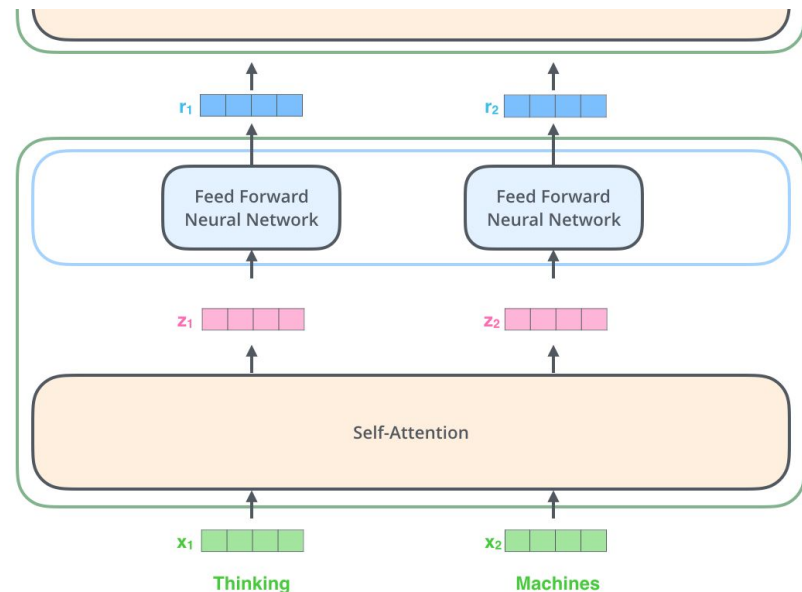 r1
r2
Feed Forward
Neural Network
Feed Forward
Neural Network
z1
z2
Self-Attention
x1
x2
Thinking
Machines